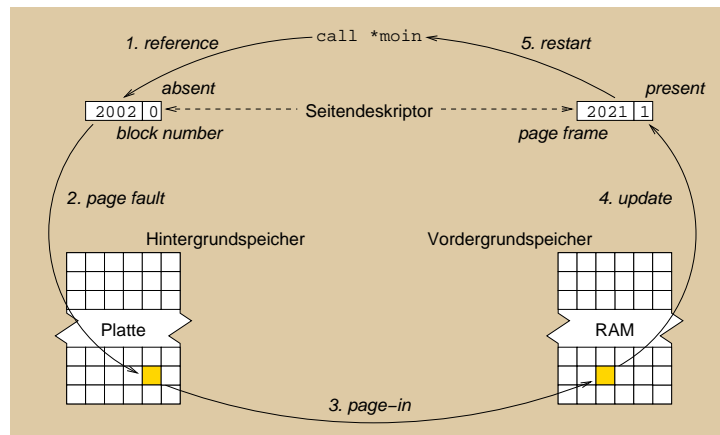 1. reference
call *moin
5. restart
absent
present
2002 0
Seitendeskriptor
2021 1
block number
page frame
2. page fault
4. update
Hintergrundspeicher
Vordergrundspeicher
Platte
RAM
3. page−in